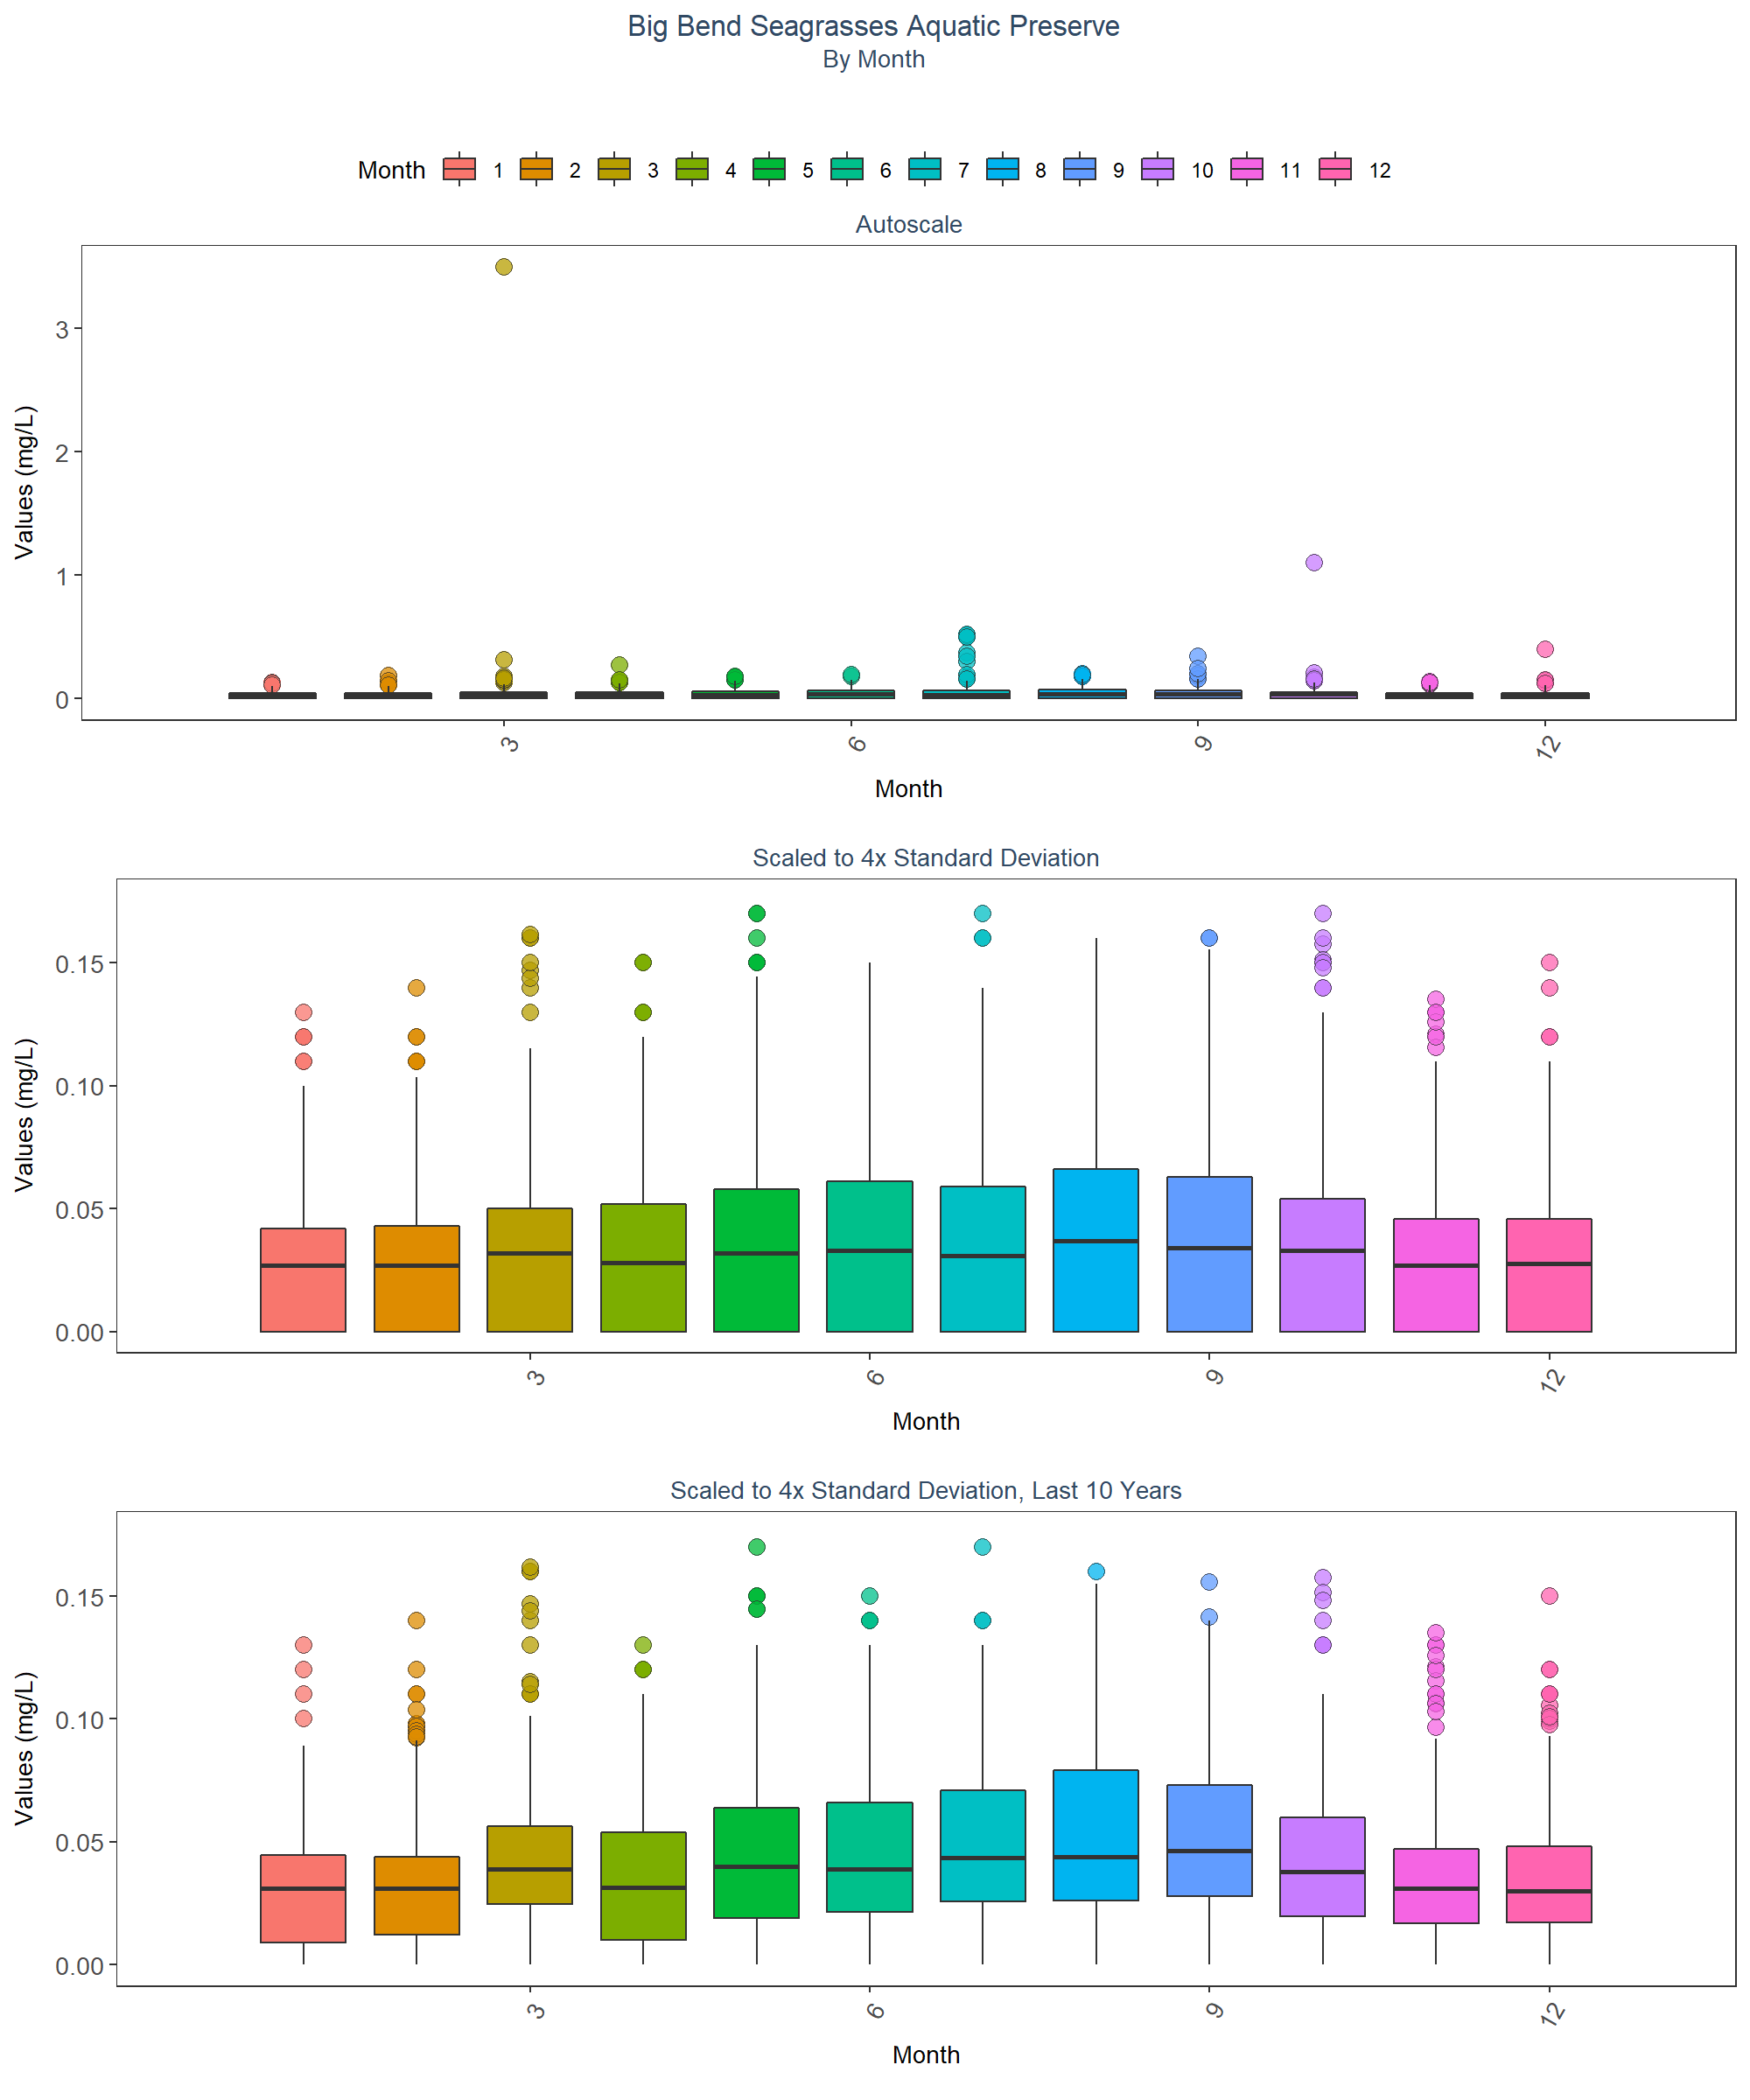 Big Bend Seagrasses Aquatic Preserve
By Month
Month 1 2 3 4 5 6 7 8 9 10 11 12
Autoscale
Values (mg/L)
3
2
1
0
3 6 9 12
Month
Scaled to 4x Standard Deviation
Values (mg/L)
0.15
0.10
0.05
0.00
3 6 9 12
Month
Scaled to 4x Standard Deviation, Last 10 Years
Values (mg/L)
0.15
0.10
0.05
0.00
3 6 9 12
Month